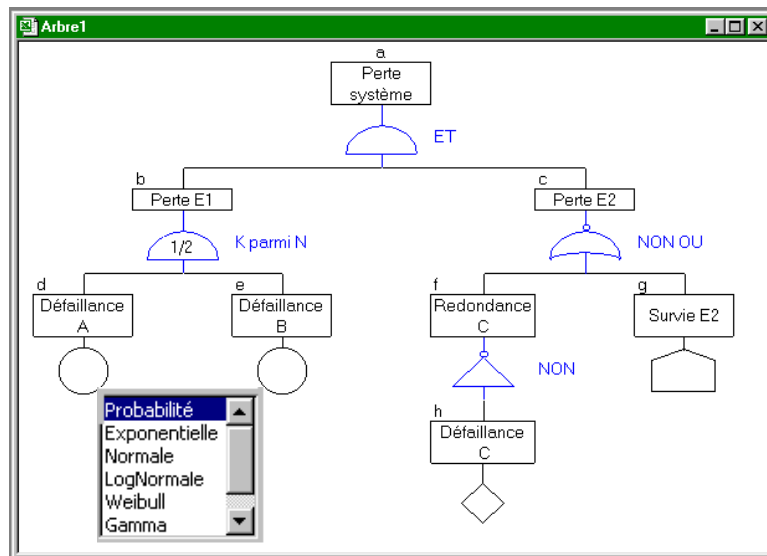 Arbre1
a
Perte
système
ET
b
Perte E1
c
Perte E2
1/2
K parmi N
NON OU
d
Défaillance
A
e
Défaillance
B
f
Redondance
C
g
Survie E2
NON
Probabilité
Exponentielle
Normale
LogNormale
Weibull
Gamma
h
Défaillance
C